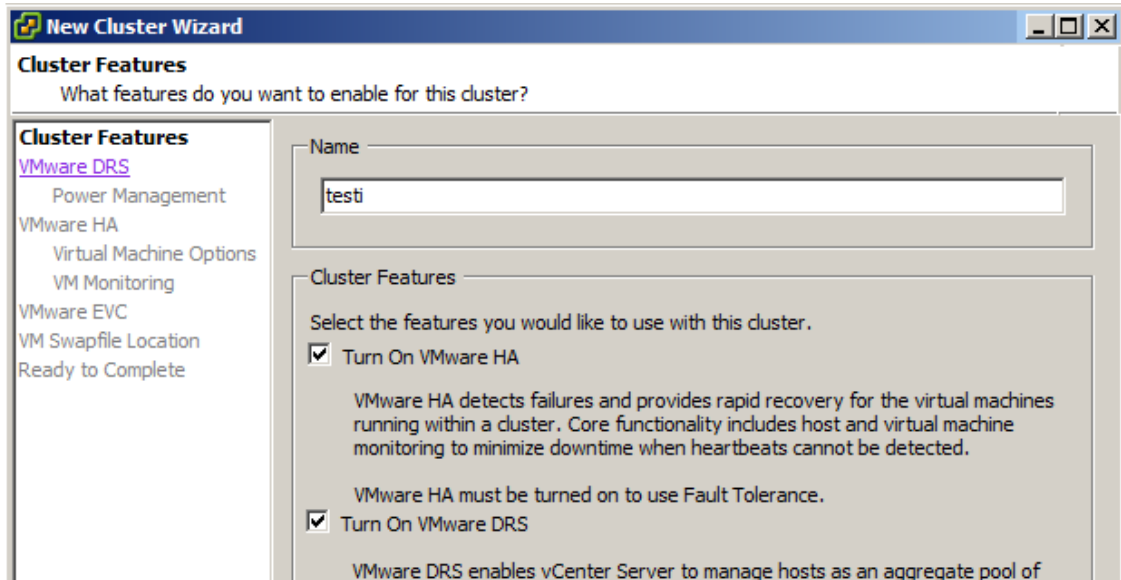 New Cluster Wizard
Cluster Features
What features do you want to enable for this cluster?
Cluster Features
VMware DRS
Power Management
VMware HA
Virtual Machine Options
VM Monitoring
VMware EVC
VM Swapfile Location
Ready to Complete
Name
testi
Cluster Features
Select the features you would like to use with this cluster.
Turn On VMware HA
VMware HA detects failures and provides rapid recovery for the virtual machines
running within a cluster. Core functionality includes host and virtual machine
monitoring to minimize downtime when heartbeats cannot be detected.
VMware HA must be turned on to use Fault Tolerance.
Turn On VMware DRS
VMware DRS enables vCenter Server to manage hosts as an aggregate pool of